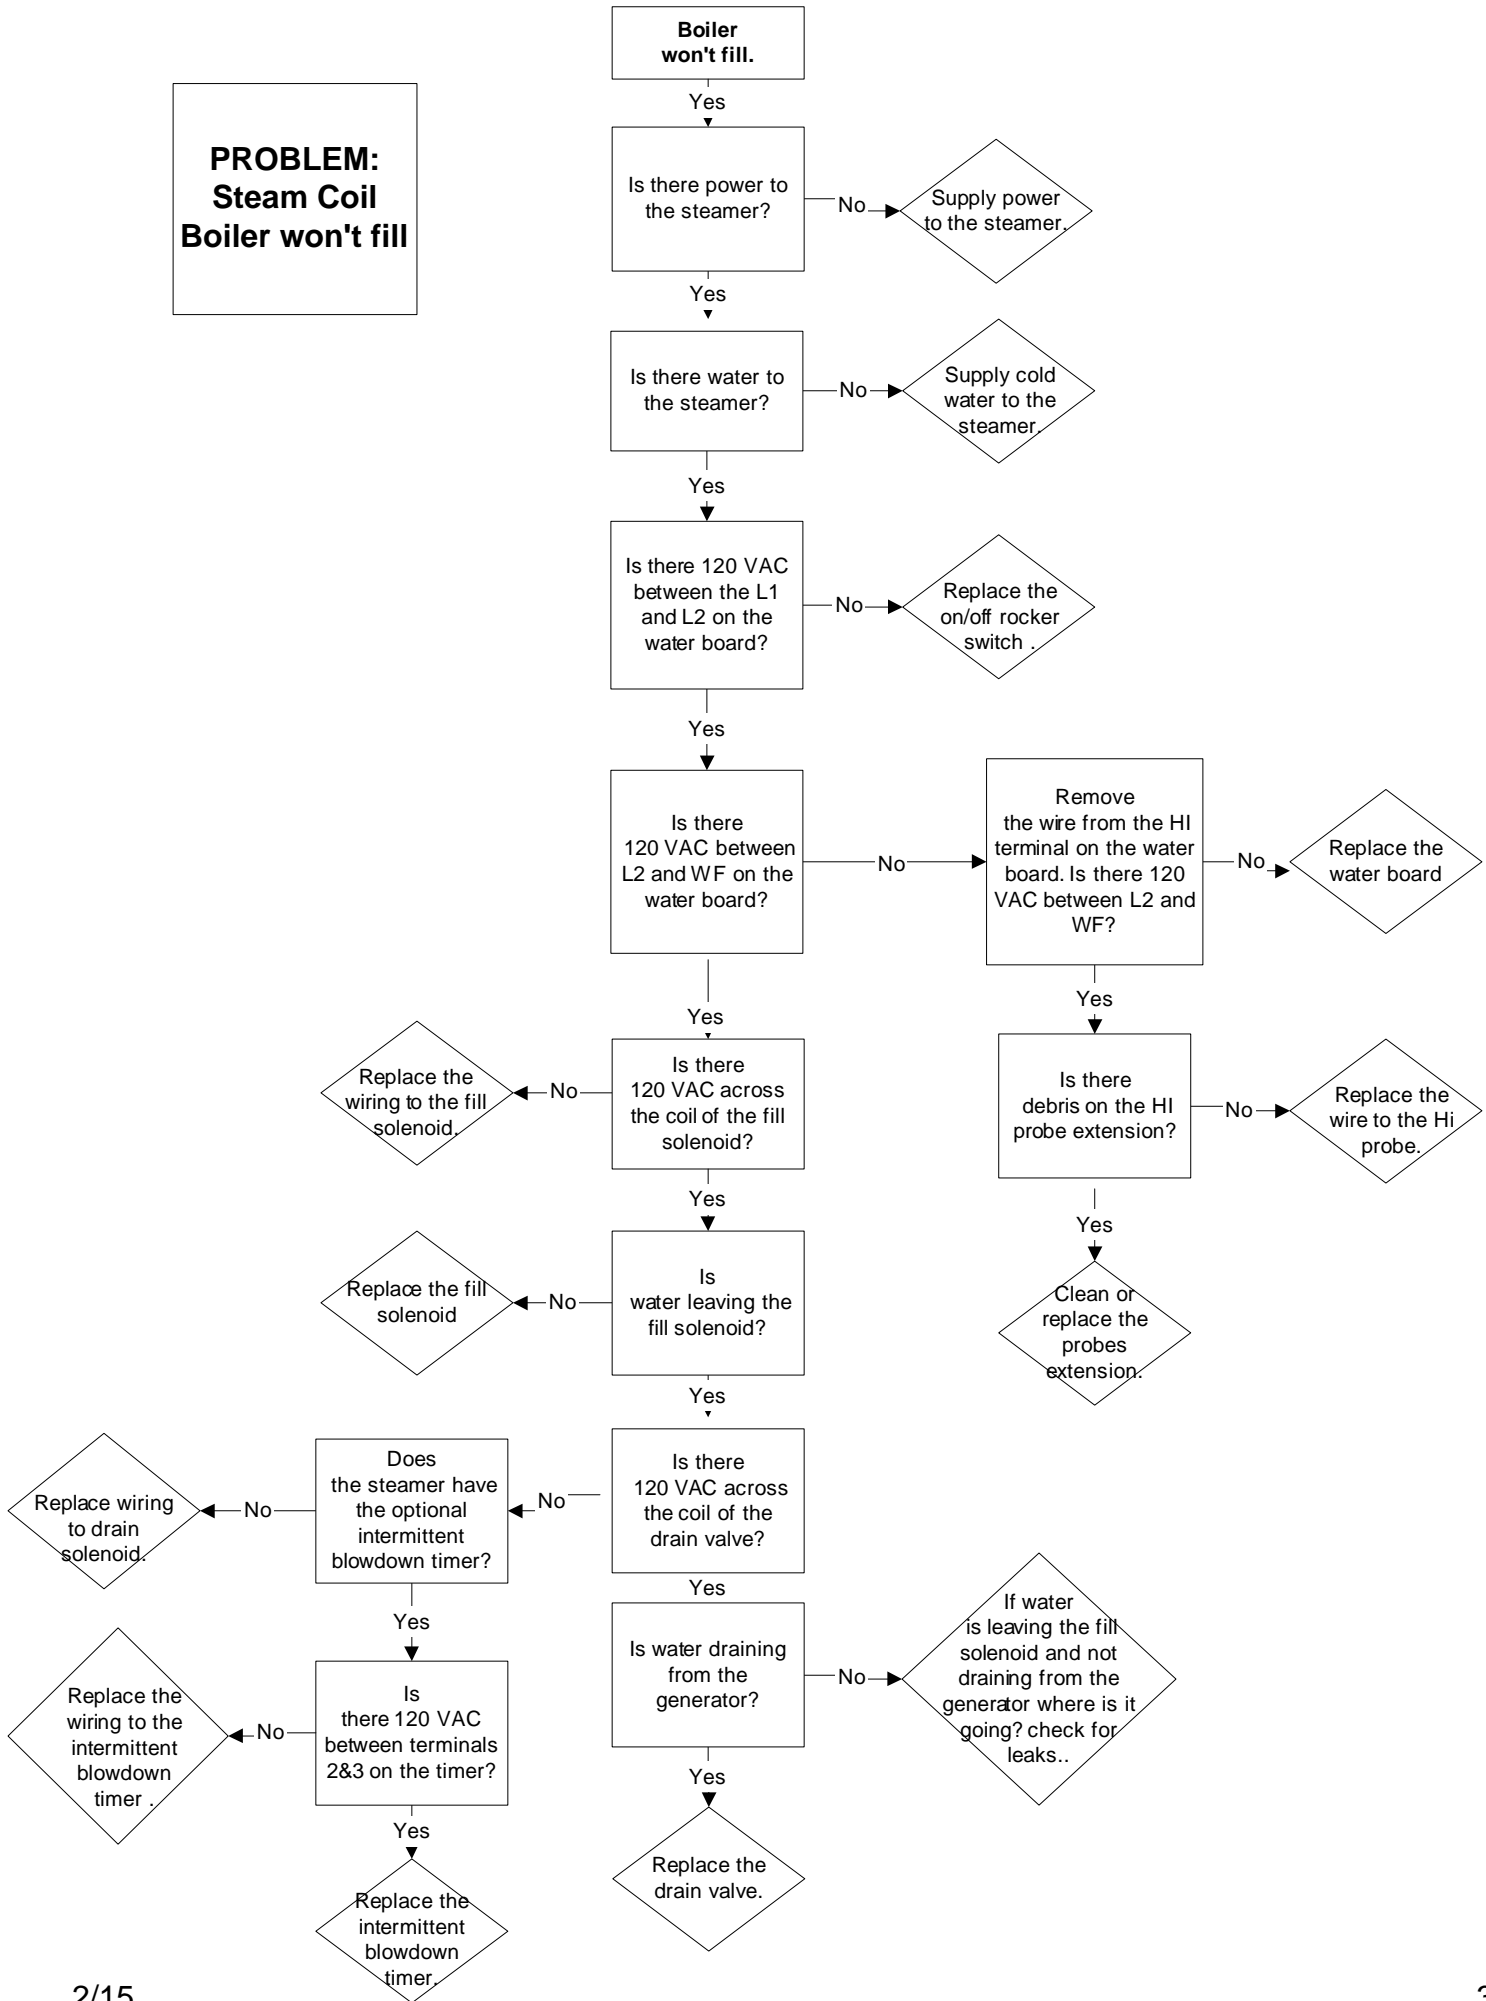 Boiler
won't fill.
PROBLEM:
Steam Coil
Boiler won't fill
Yes
Is there power to
the steamer?
No
Supply power
to the steamer.
Yes
Is there water to
the steamer?
No
Supply cold
water to the
steamer.
Yes
Is there 120 VAC
between the L1
and L2 on the
water board?
No
Replace the
on/off rocker
switch .
Yes
Is there
120 VAC between
L2 and WF on the
water board?
No
Remove
the wire from the HI
terminal on the water
board. Is there 120
VAC between L2 and
WF?
No
Replace the
water board
Yes
Yes
Replace the
wiring to the fill
solenoid.
No
Is there
120 VAC across
the coil of the fill
solenoid?
Is there
debris on the HI
probe extension?
No
Replace the
wire to the Hi
probe.
Yes
Yes
Replace the fill
solenoid
No
Is
water leaving the
fill solenoid?
Clean or
replace the
probes
extension.
Yes
Replace wiring
to drain
solenoid.
No
Does
the steamer have
the optional
intermittent
blowdown timer?
No
Is there
120 VAC across
the coil of the
drain valve?
Yes
Yes
Replace the
wiring to the
intermittent
blowdown
timer .
No
Is
there 120 VAC
between terminals
2&3 on the timer?
Is water draining
from the
generator?
No
If water
is leaving the fill
solenoid and not
draining from the
generator where is it
going? check for
leaks..
Yes
Yes
Replace the
intermittent
blowdown
timer.
Replace the
drain valve.
2/15